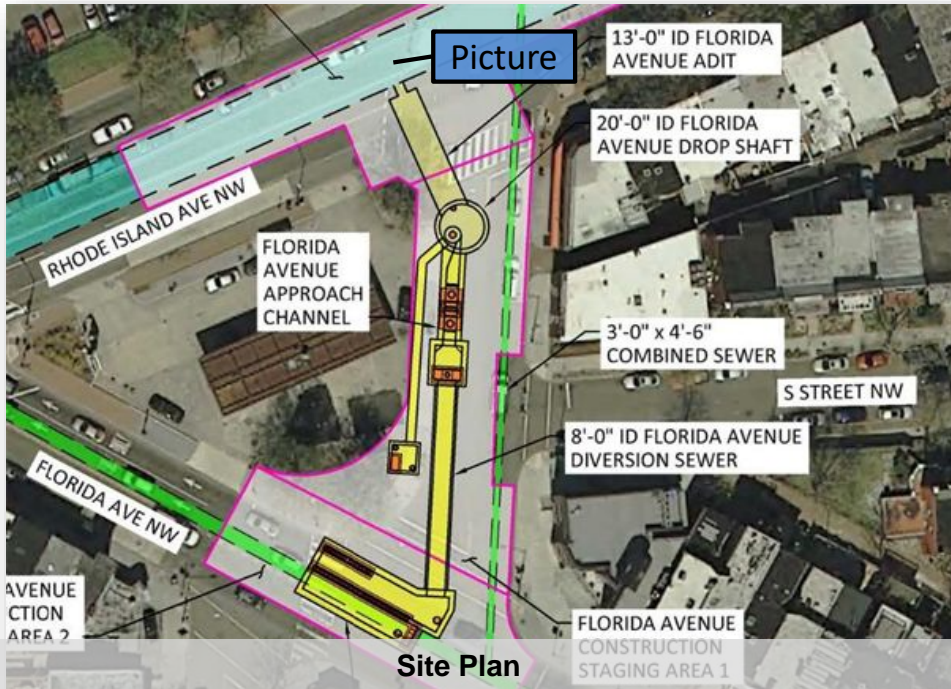 Picture
13'-0" ID FLORIDA
AVENUE ADIT
20'-0" ID FLORIDA
AVENUE DROP SHAFT
RHODE ISLAND AVE NW
FLORIDA
AVENUE
APPROACH
CHANNEL
3'-0" x 4'-6"
COMBINED SEWER
S STREET NW
8'-0" ID FLORIDA AVENUE
DIVERSION SEWER
FLORIDA AVE NW
AVENUE
CTION
AREA 2
FLORIDA AVENUE
CONSTRUCTION
STAGING AREA 1
Site Plan